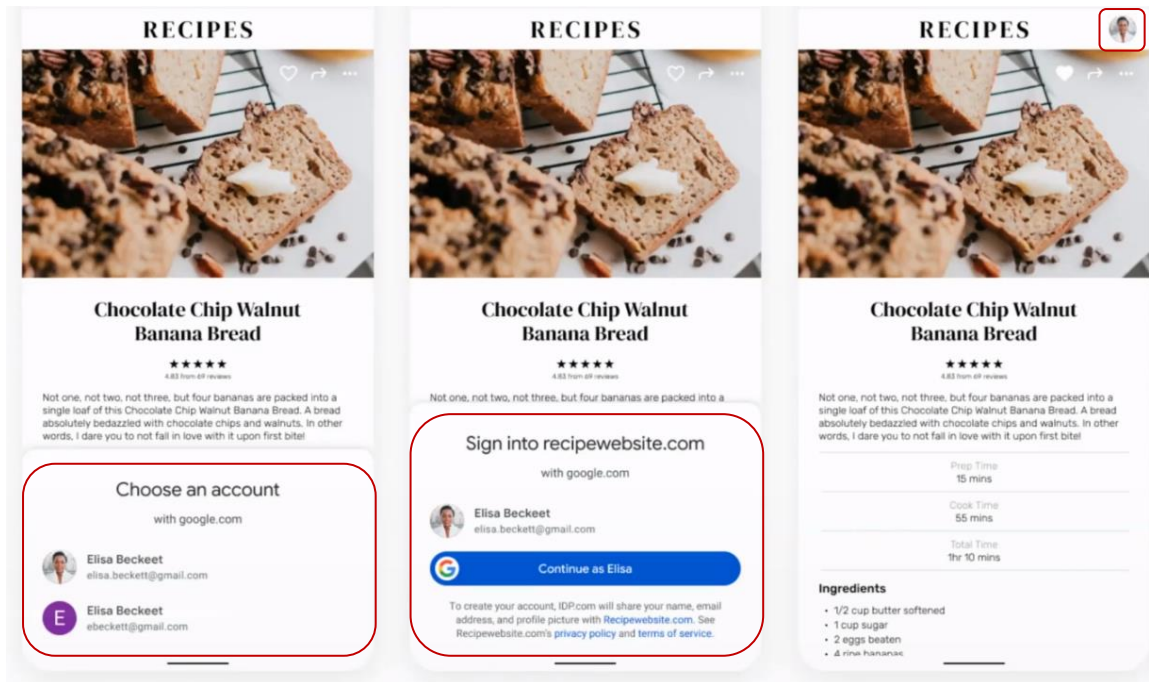 RECIPES
Chocolate Chip Walnut
Banana Bread
★★★★★
4.83 from 69 reviews
Not one, not two, not three, but four bananas are packed into a
single loaf of this Chocolate Chip Walnut Banana Bread. A bread
absolutely bedazzled with chocolate chips and walnuts. In other
words, I dare you to not fall in love with it upon first bite!
Choose an account
with google.com
Elisa Beckeet
elisa.beckett@gmail.com
E
Elisa Beckeet
ebeckett@gmail.com
RECIPES
Chocolate Chip Walnut
Banana Bread
★★★★★
4.83 from 69 reviews
Not one, not two, not three, but four bananas are packed into a
Sign into recipewebsite.com
with google.com
Elisa Beckeet
elisa.beckett@gmail.com
G
Continue as Elisa
To create your account, IDP.com will share your name, email
address, and profile picture with Recipewebsite.com. See
Recipewebsite.com's privacy policy and terms of service.
RECIPES
Chocolate Chip Walnut
Banana Bread
★★★★★
4.83 from 69 reviews
Not one, not two, not three, but four bananas are packed into a
single loaf of this Chocolate Chip Walnut Banana Bread. A bread
absolutely bedazzled with chocolate chips and walnuts. In other
words, I dare you to not fall in love with it upon first bite!
Prep Time
15 mins
Cook Time
55 mins
Total Time
1hr 10 mins
Ingredients
• 1/2 cup butter softened
• 1 cup sugar
• 2 eggs beaten
• 4 ripe bananas